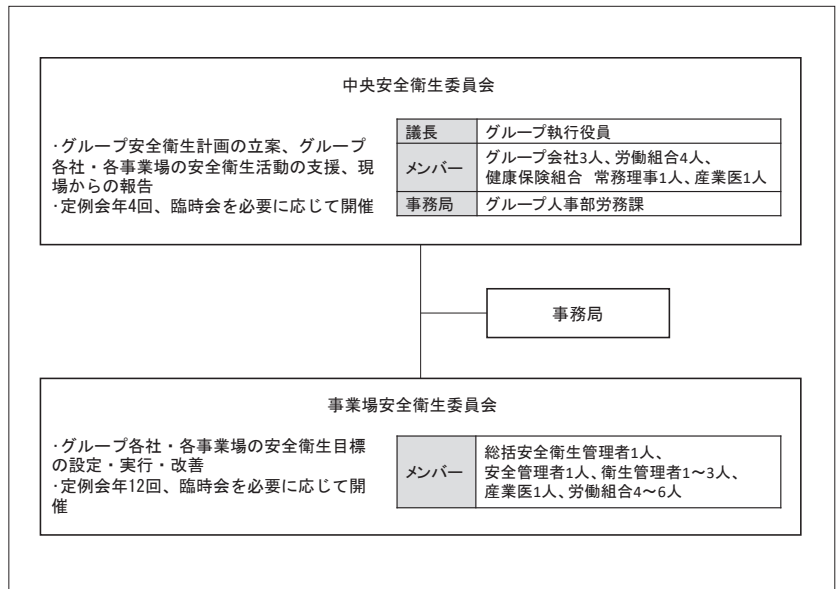 中央安全衛生委員会
･グループ安全衛生計画の立案、グループ
各社・各事業場の安全衛生活動の支援、現
場からの報告
･定例会年4回、臨時会を必要に応じて開催
議長 グループ執行役員
メンバー グループ会社3人、労働組合4人、
健康保険組合 常務理事1人、産業医1人
事務局 グループ人事部労務課
事務局
事業場安全衛生委員会
･グループ各社・各事業場の安全衛生目標
の設定・実行・改善
･定例会年12回、臨時会を必要に応じて開
催
メンバー 総括安全衛生管理者1人、
安全管理者1人、衛生管理者1～3人、
産業医1人、労働組合4～6人